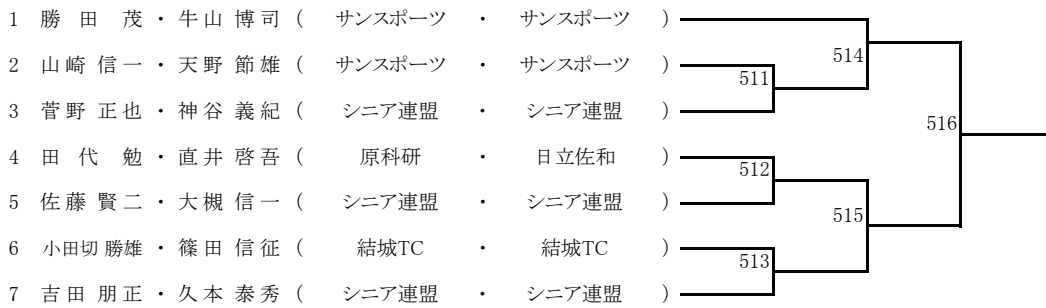 1 勝 田 茂 ・ 牛 山 博 司 ( サンスポーツ ・ サンスポーツ )
514
2 山 崎 信 一 ・ 天 野 節 雄 ( サンスポーツ ・ サンスポーツ )
511
3 菅 野 正 也 ・ 神 谷 義 紀 ( シニア連盟 ・ シニア連盟 )
516
4 田 代 勉 ・ 直 井 啓 吾 ( 原科研 ・ 日立佐和 )
512
5 佐 藤 賢 二 ・ 大 槻 信 一 ( シニア連盟 ・ シニア連盟 )
515
6 小田切 勝雄 ・ 篠 田 信 征 ( 結城TC ・ 結城TC )
513
7 吉 田 朋 正 ・ 久 本 泰 秀 ( シニア連盟 ・ シニア連盟 )